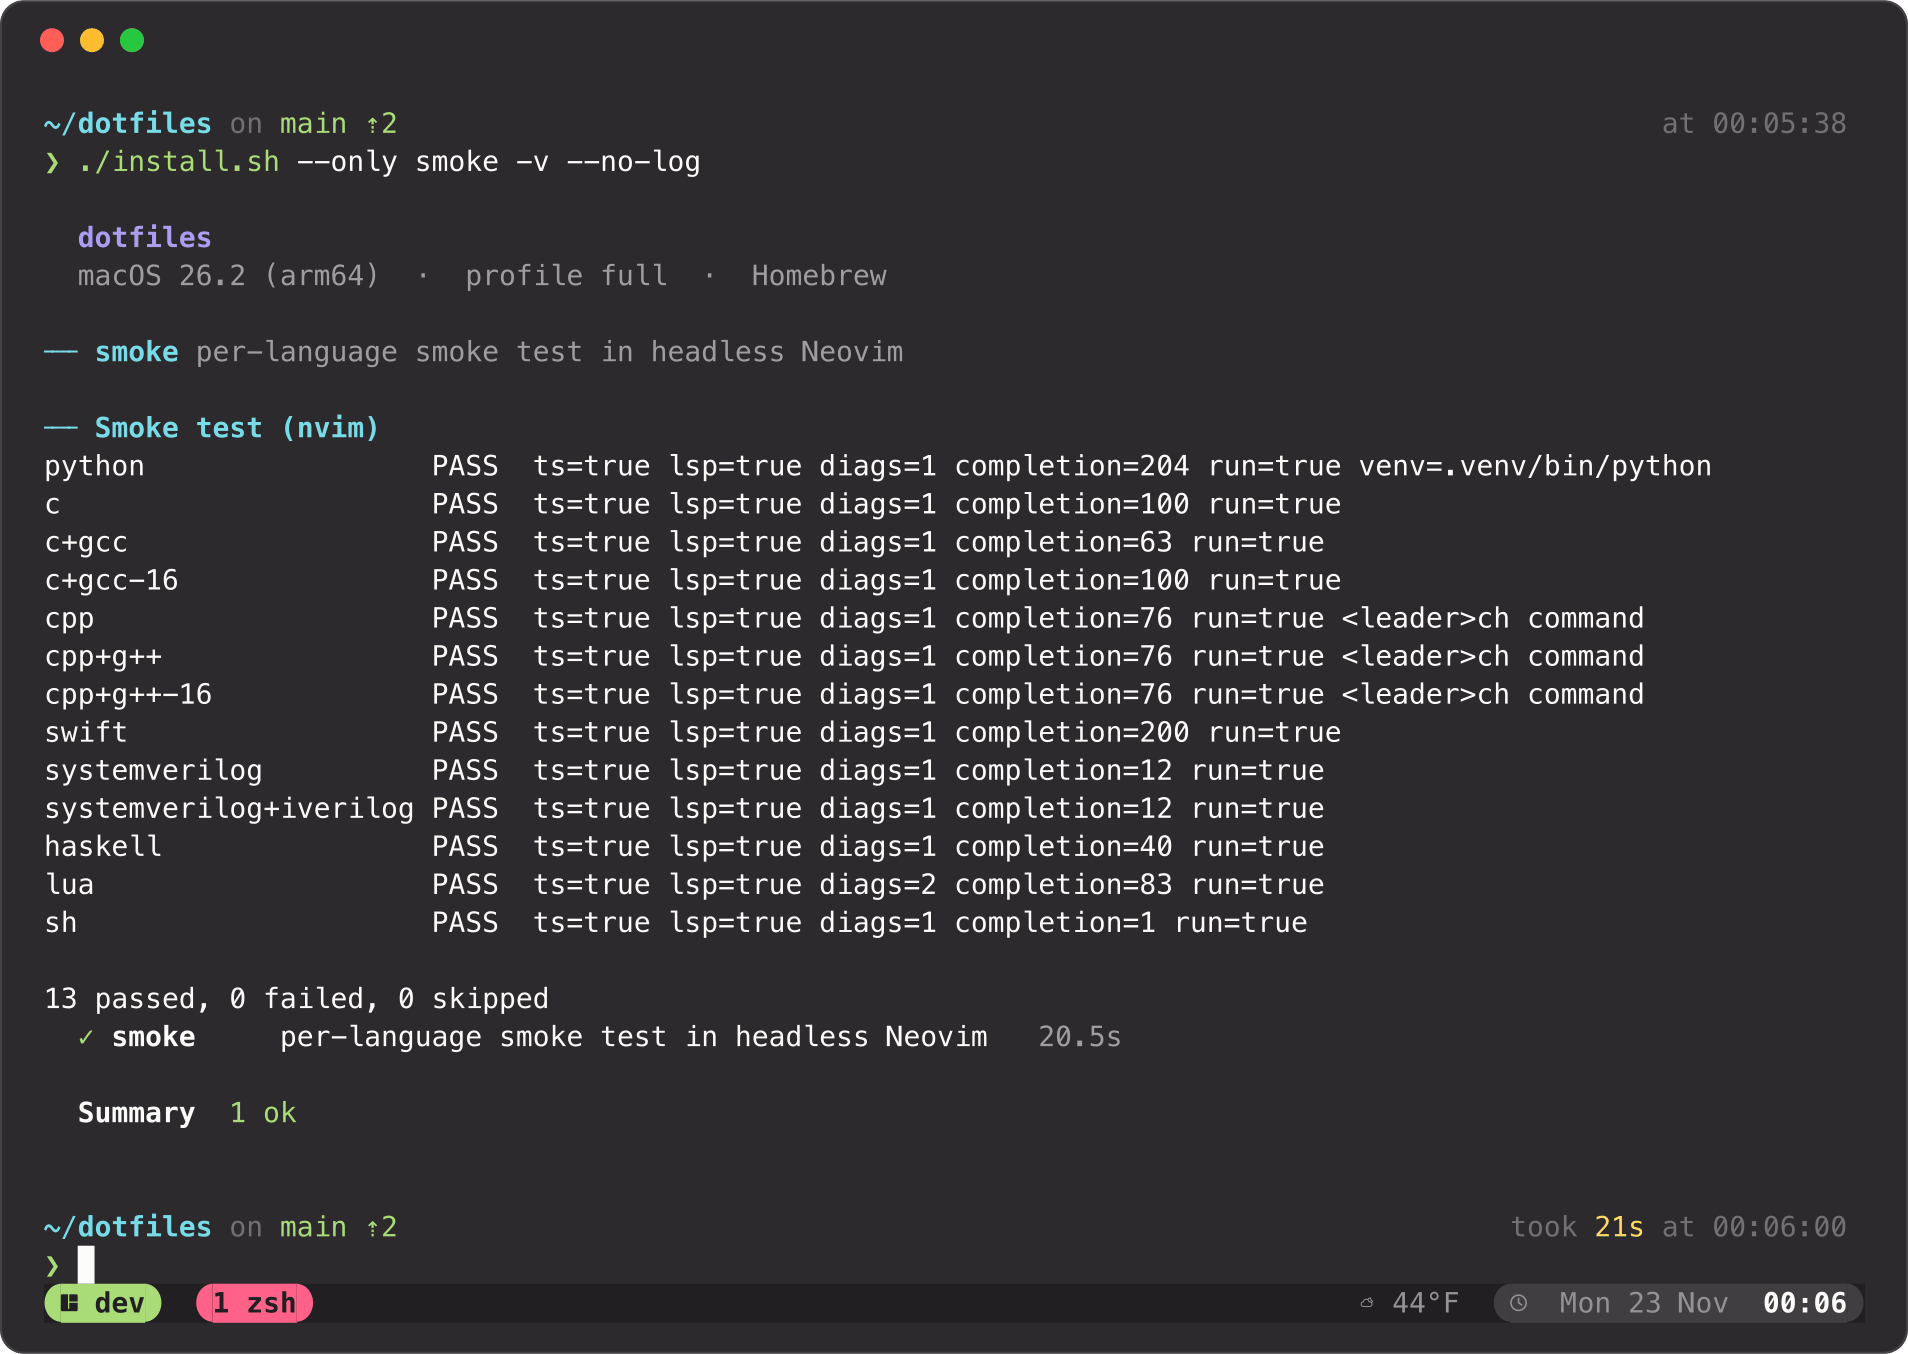 ~/dotfiles on main ⇡2 at 00:05:38
❯ ./install.sh --only smoke -v --no-log
dotfiles
macOS 26.2 (arm64) · profile full · Homebrew
── smoke per-language smoke test in headless Neovim
── Smoke test (nvim)
python PASS ts=true lsp=true diags=1 completion=204 run=true venv=.venv/bin/python
c PASS ts=true lsp=true diags=1 completion=100 run=true
c+gcc PASS ts=true lsp=true diags=1 completion=63 run=true
c+gcc-16 PASS ts=true lsp=true diags=1 completion=100 run=true
cpp PASS ts=true lsp=true diags=1 completion=76 run=true <leader>ch command
cpp+g++ PASS ts=true lsp=true diags=1 completion=76 run=true <leader>ch command
cpp+g++-16 PASS ts=true lsp=true diags=1 completion=76 run=true <leader>ch command
swift PASS ts=true lsp=true diags=1 completion=200 run=true
systemverilog PASS ts=true lsp=true diags=1 completion=12 run=true
systemverilog+iverilog PASS ts=true lsp=true diags=1 completion=12 run=true
haskell PASS ts=true lsp=true diags=1 completion=40 run=true
lua PASS ts=true lsp=true diags=2 completion=83 run=true
sh PASS ts=true lsp=true diags=1 completion=1 run=true
13 passed, 0 failed, 0 skipped
✓ smoke per-language smoke test in headless Neovim 20.5s
Summary 1 ok
~/dotfiles on main ⇡2 took 21s at 00:06:00
❯
dev 1 zsh 44°F Mon 23 Nov 00:06